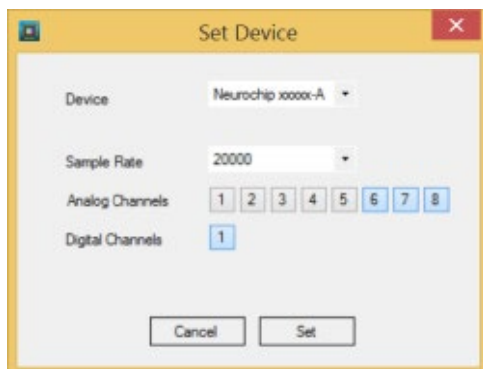 Set Device
Device Neurochip xxxxx-A
Sample Rate 20000
Analog Channels 1 2 3 4 5 6 7 8
Digital Channels 1
Cancel Set